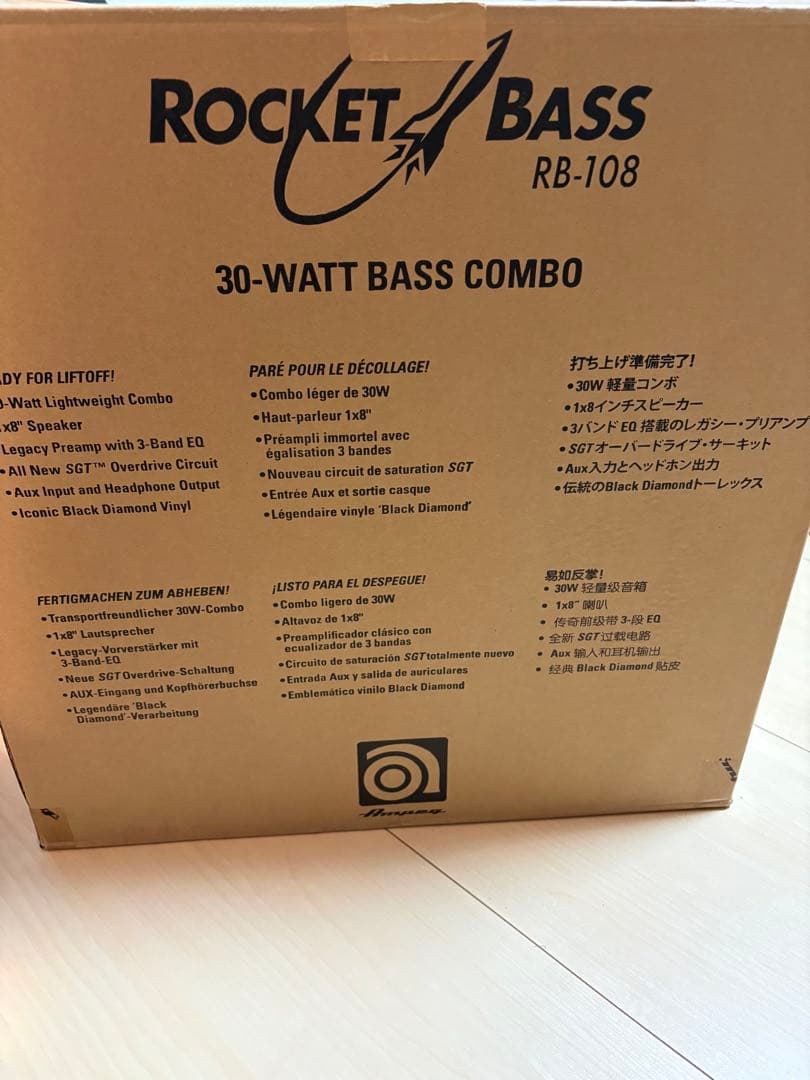 ROCKET BASS
RB-108
30-WATT BASS COMBO
DY FOR LIFTOFF!
-Watt Lightweight Combo
x8" Speaker
Legacy Preamp with 3-Band EQ
•All New SGT™ Overdrive Circuit
•Aux Input and Headphone Output
•Iconic Black Diamond Vinyl
PARÉ POUR LE DÉCOLLAGE!
•Combo léger de 30W
•Haut-parleur 1x8"
•Préampli immortel avec
égalisation 3 bandes
•Nouveau circuit de saturation SGT
•Entrée Aux et sortie casque
•Légendaire vinyle 'Black Diamond'
打ち上げ準備完了!
•30W 軽量コンボ
•1x8インチスピーカー
•3バンド EQ 搭載のレガシー・プリアンプ
•SGTオーバードライブ・サーキット
•Aux入力とヘッドホン出力
•伝統のBlack Diamondトーレックス
FERTIGMACHEN ZUM ABHEBEN!
•Transportfreundlicher 30W-Combo
•1x8" Lautsprecher
•Legacy-Vorverstärker mit
3-Band-EQ
•Neue SGT Overdrive-Schaltung
•AUX-Eingang und Kopfhörerbuchse
•Legendäre 'Black
Diamond'-Verarbeitung
¡LISTO PARA EL DESPEGUE!
•Combo ligero de 30W
•Altavoz de 1x8"
•Preamplificador clásico con
ecualizador de 3 bandas
•Circuito de saturación SGT totalmente nuevo
•Entrada Aux y salida de auriculares
•Emblemático vinilo Black Diamond
易如反掌!
• 30W 轻量级音箱
• 1x8" 喇叭
• 传奇前级带 3-段 EQ
• 全新 SGT过载电路
• Aux 输入和耳机输出
• 经典 Black Diamond 贴皮
Ampeg